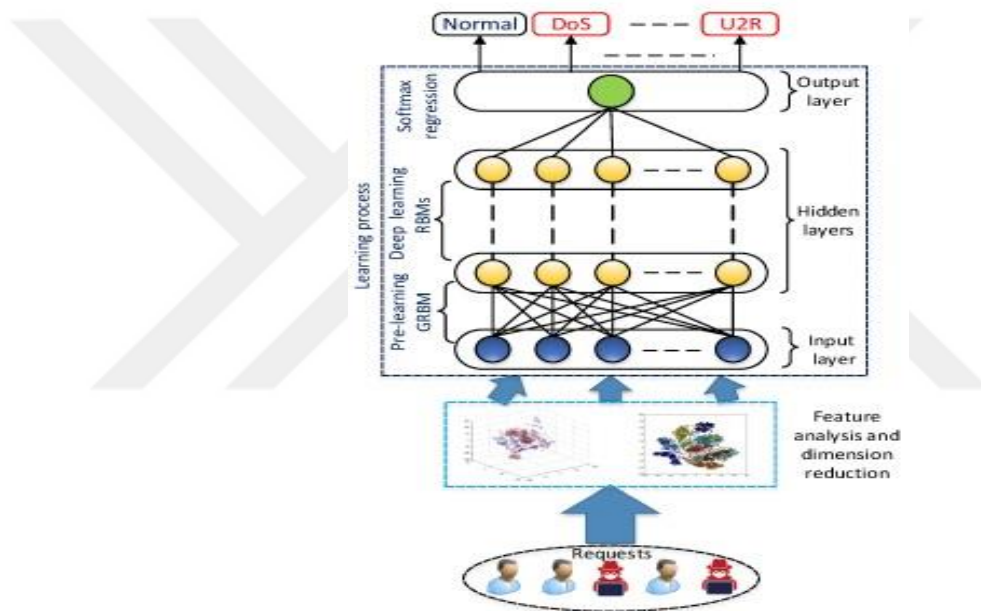 Normal
DoS
U2R
Output
layer
Softmax
regression
Learning process
Deep learning
RBMs
Hidden
layers
Pre-learning
GRBM
Input
layer
Feature
analysis and
dimension
reduction
Requests